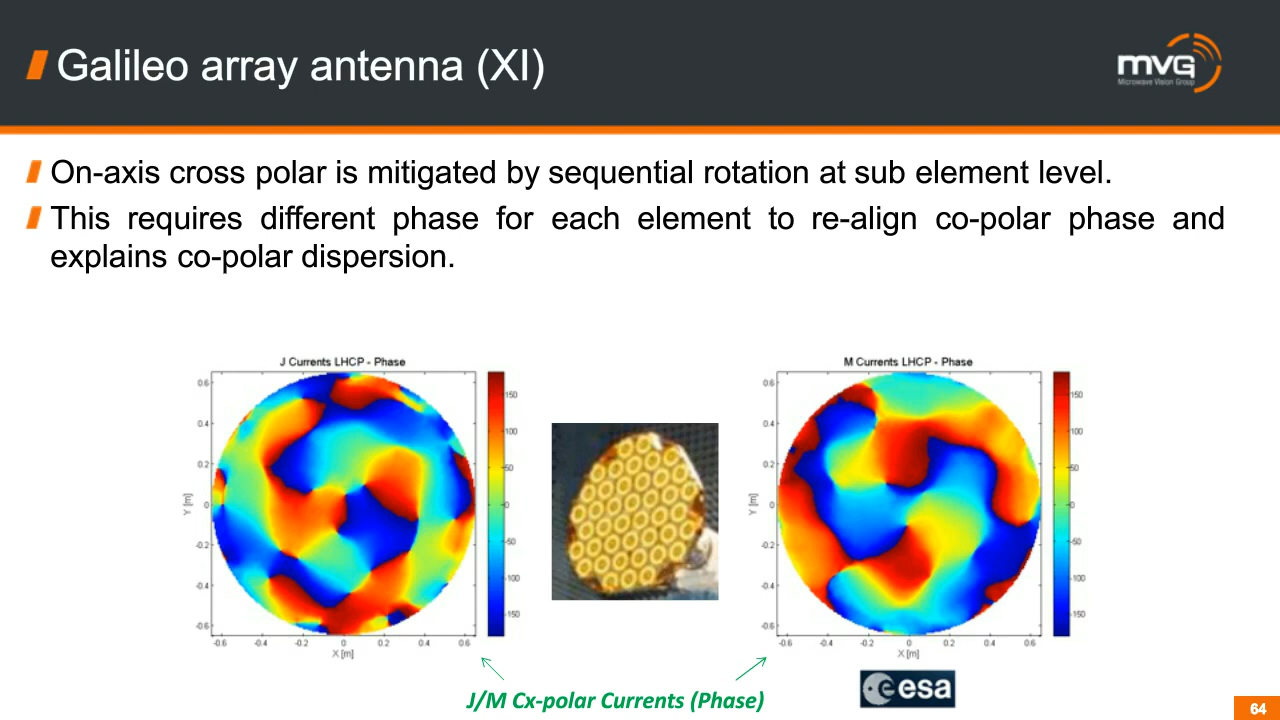 Galileo array antenna (XI)
mvg
Microwave Vision Group
On-axis cross polar is mitigated by sequential rotation at sub element level.
This requires different phase for each element to re-align co-polar phase and
explains co-polar dispersion.
J Currents LHCP - Phase
0.6
0.4
0.2
0
-0.2
-0.4
-0.6
Y [m]
-0.6 -0.4 -0.2 0 0.2 0.4 0.6
X [m]
150
100
50
0
-50
-100
-150
M Currents LHCP - Phase
0.6
0.4
0.2
0
-0.2
-0.4
-0.6
Y [m]
-0.6 -0.4 -0.2 0 0.2 0.4 0.6
X [m]
150
100
50
0
-50
-100
-150
J/M Cx-polar Currents (Phase)
esa
64